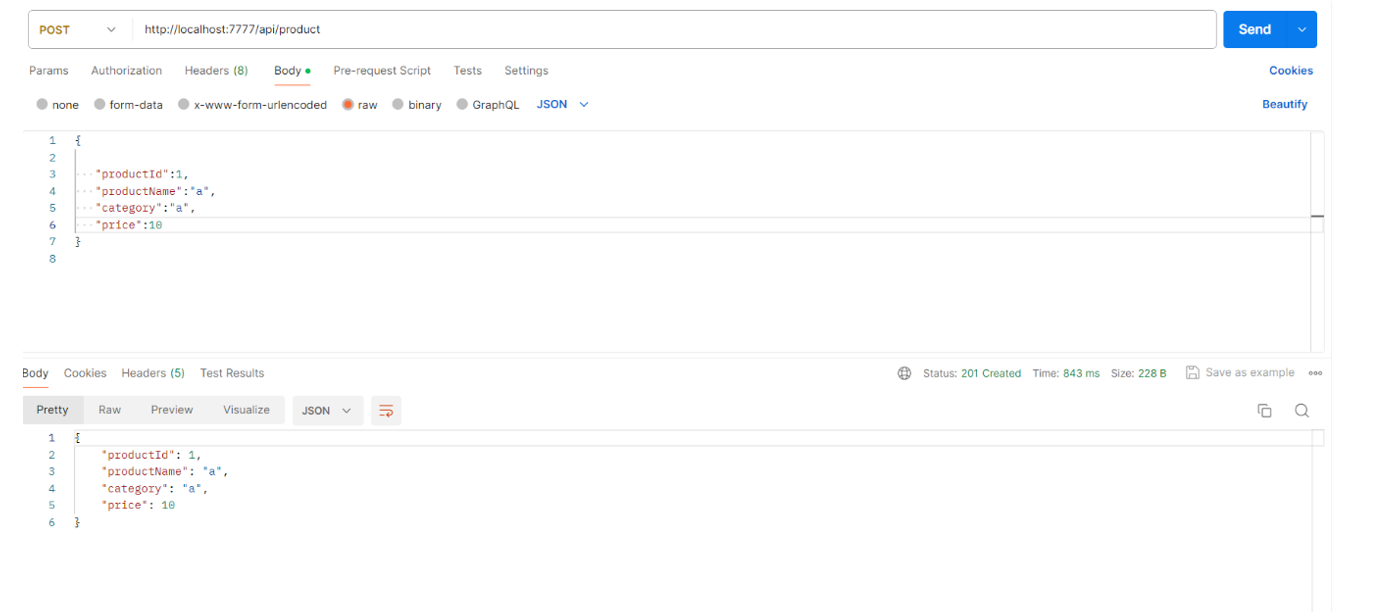 POST http://localhost:7777/api/product Send
Params Authorization Headers (8) Body Pre-request Script Tests Settings Cookies
none form-data x-www-form-urlencoded raw binary GraphQL JSON Beautify
1 {
2
3 "productId":1,
4 "productName":"a",
5 "category":"a",
6 "price":10
7 }
8
Body Cookies Headers (5) Test Results Status: 201 Created Time: 843 ms Size: 228 B Save as example
Pretty Raw Preview Visualize JSON
1 {
2 "productId": 1,
3 "productName": "a",
4 "category": "a",
5 "price": 10
6 }